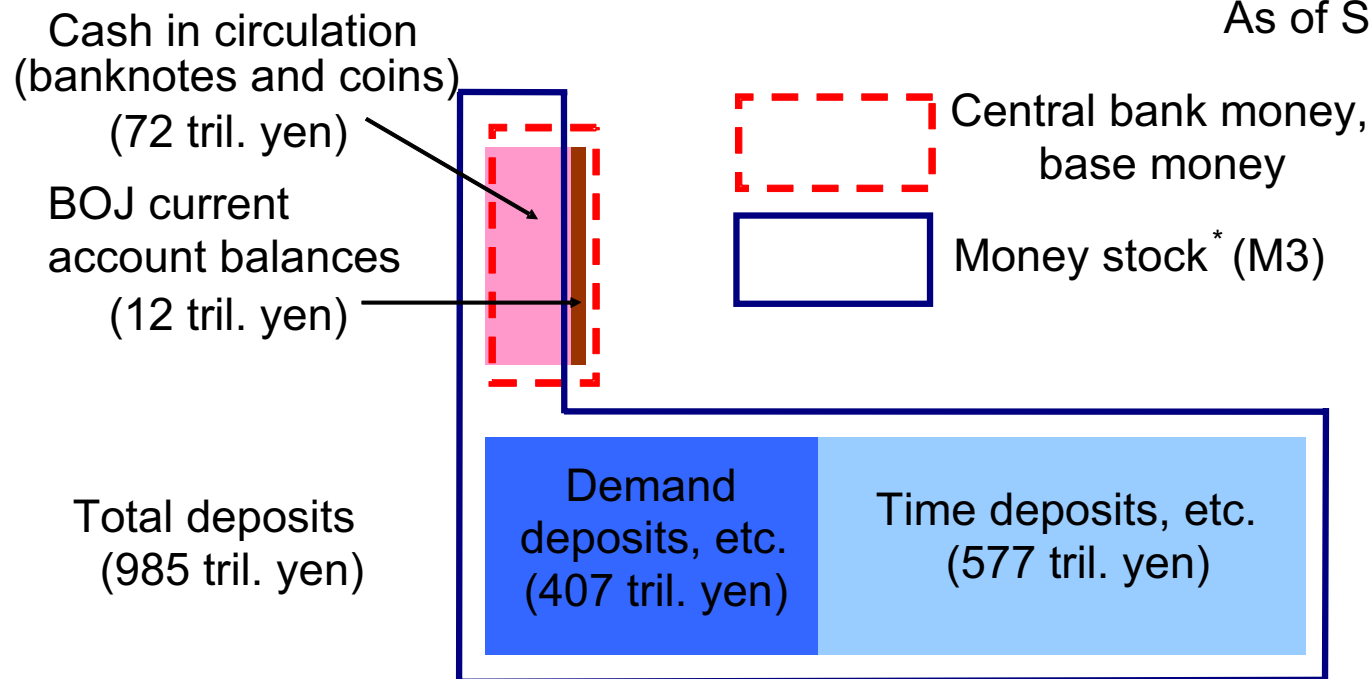 As of
Cash in circulation
(banknotes and coins)
(72 tril. yen)
BOJ current
account balances
(12 tril. yen)
Central bank money,
base money
Money stock* (M3)
Total deposits
(985 tril. yen)
Demand
deposits, etc.
(407 tril. yen)
Time deposits, etc.
(577 tril. yen)